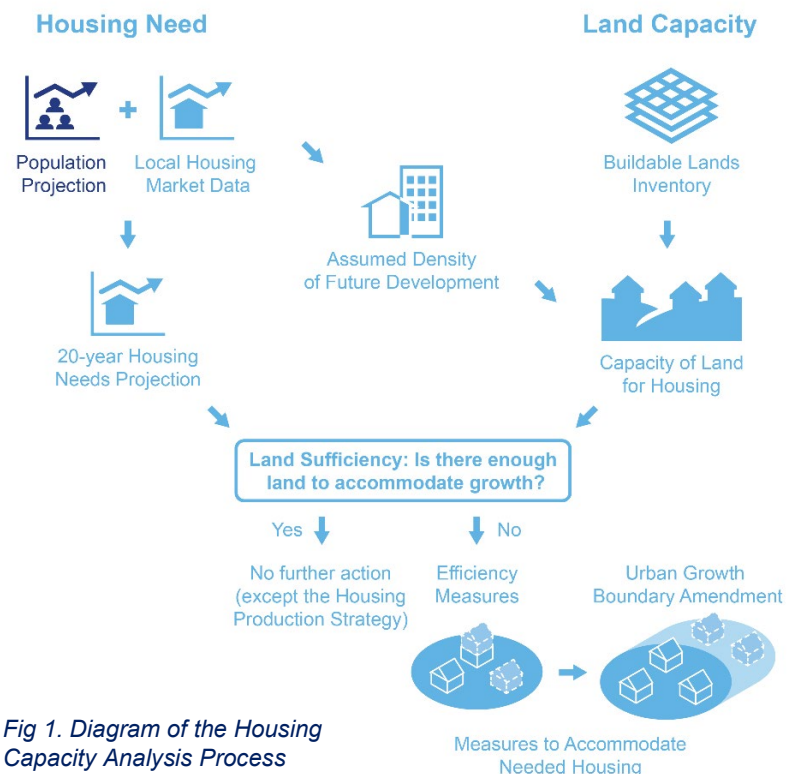 Housing Need
Land Capacity
Population
Projection
+
Local Housing
Market Data
Buildable Lands
Inventory
Assumed Density
of Future Development
20-year Housing
Needs Projection
Capacity of Land
for Housing
Land Sufficiency: Is there enough
land to accommodate growth?
Yes
No
No further action
(except the Housing
Production Strategy)
Efficiency
Measures
Urban Growth
Boundary Amendment
Fig 1. Diagram of the Housing
Capacity Analysis Process
Measures to Accommodate
Needed Housing